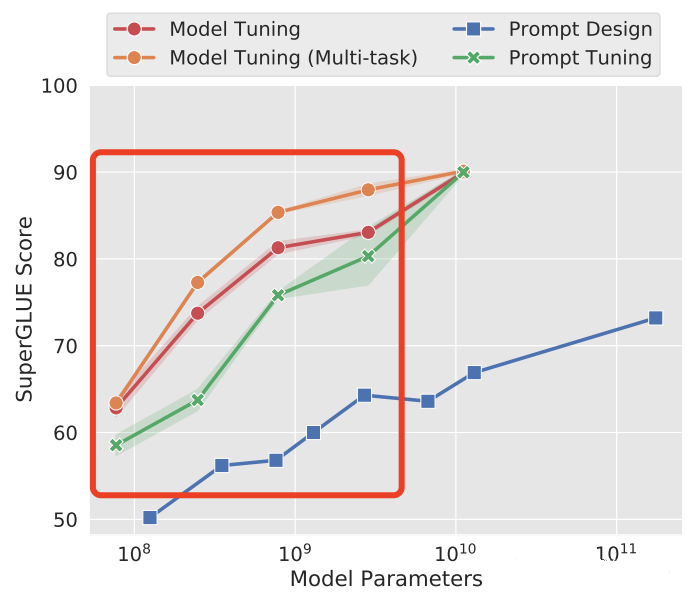 Model Tuning
Prompt Design
Model Tuning (Multi-task)
Prompt Tuning
100
90
80
70
60
50
SuperGLUE Score
10⁸
10⁹
10¹⁰
10¹¹
Model Parameters